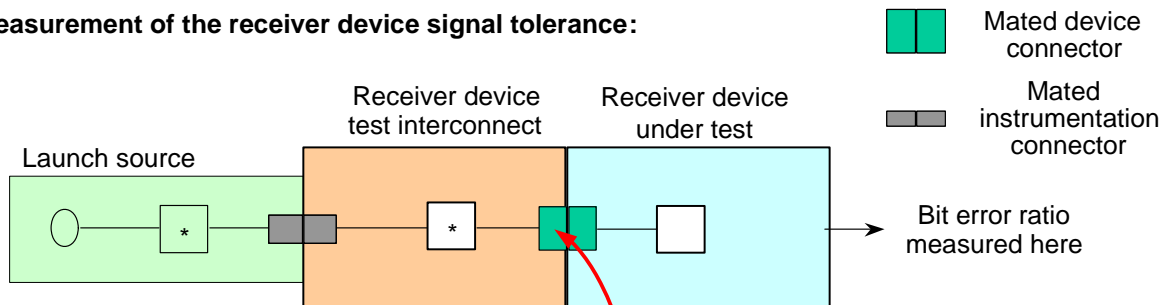 easurement of the receiver device signal tolerance:
Mated device
connector
Mated
instrumentation
connector
Receiver device
test interconnect
Receiver device
under test
Launch source
*
*
Bit error ratio
measured here